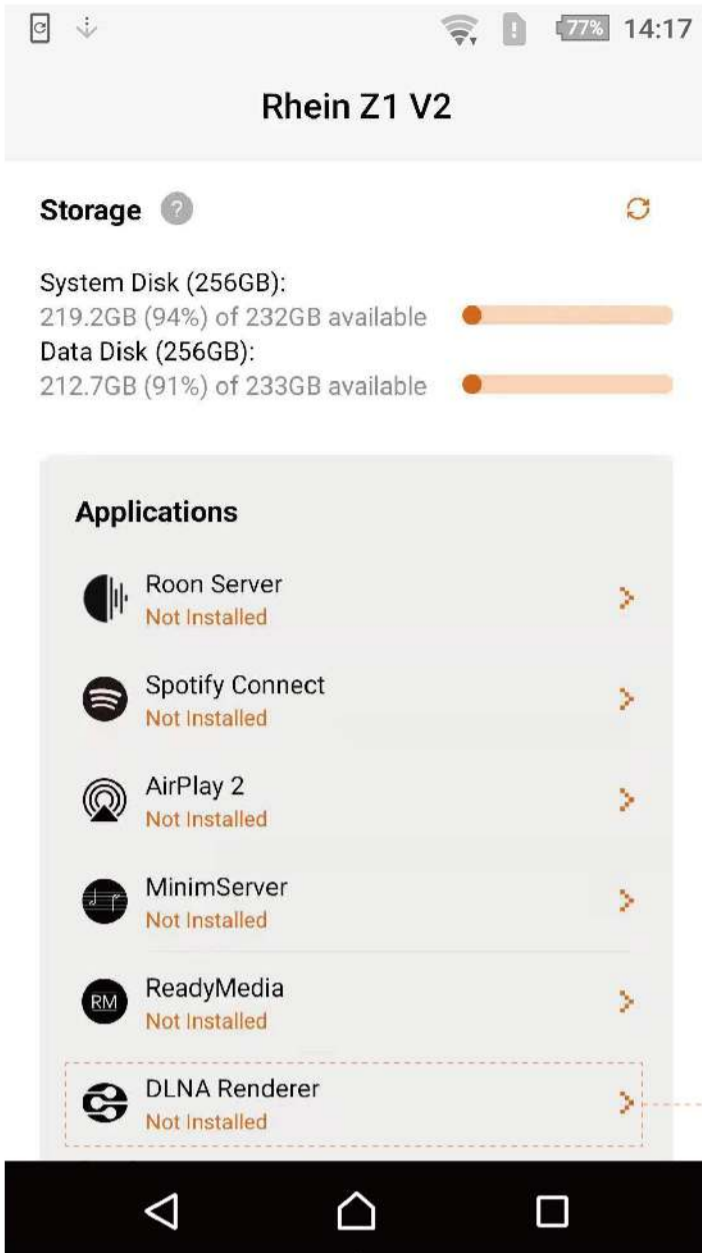 77% 14:17
Rhein Z1 V2
Storage ?
System Disk (256GB):
219.2GB (94%) of 232GB available
Data Disk (256GB):
212.7GB (91%) of 233GB available
Applications
Roon Server
Not Installed
Spotify Connect
Not Installed
AirPlay 2
Not Installed
MinimServer
Not Installed
RM
ReadyMedia
Not Installed
DLNA Renderer
Not Installed